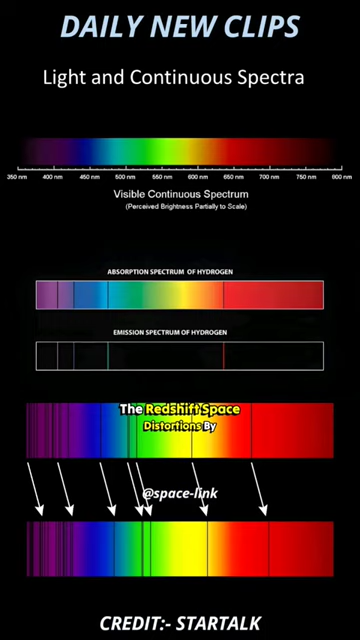 DAILY NEW CLIPS
Light and Continuous Spectra
350 nm 400 nm 450 nm 500 nm 550 nm 600 nm 650 nm 700 nm 750 nm 800 nm
Visible Continuous Spectrum
(Perceived Brightness Partially to Scale)
ABSORPTION SPECTRUM OF HYDROGEN
EMISSION SPECTRUM OF HYDROGEN
The Redshift Space
Distortions By
@space-link
CREDIT:- STARTALK